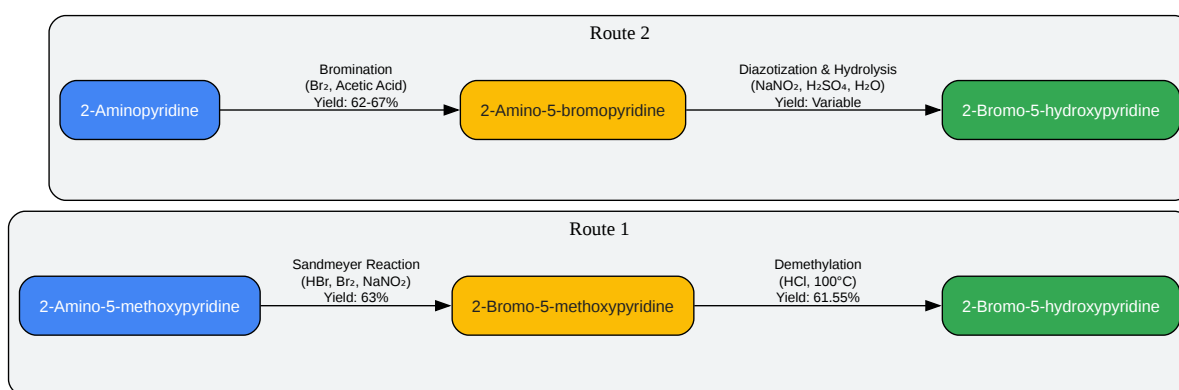 Route 2
2-Aminopyridine
Bromination
(Br₂, Acetic Acid)
Yield: 62-67%
2-Amino-5-bromopyridine
Diazotization & Hydrolysis
(NaNO₂, H₂SO₄, H₂O)
Yield: Variable
2-Bromo-5-hydroxypyridine
Route 1
2-Amino-5-methoxypyridine
Sandmeyer Reaction
(HBr, Br₂, NaNO₂)
Yield: 63%
2-Bromo-5-methoxypyridine
Demethylation
(HCl, 100°C)
Yield: 61.55%
2-Bromo-5-hydroxypyridine